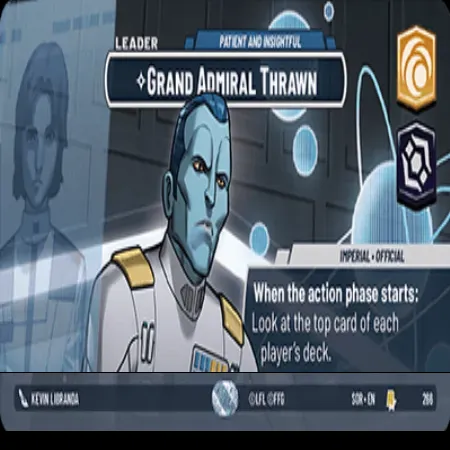 LEADER
PATIENT AND INSIGHTFUL
GRAND ADMIRAL THRAWN
IMPERIAL • OFFICIAL
When the action phase starts:
Look at the top card of each
player's deck.
KEVIN LIBRANDA
©LFL ©FFG
SOR • EN
268